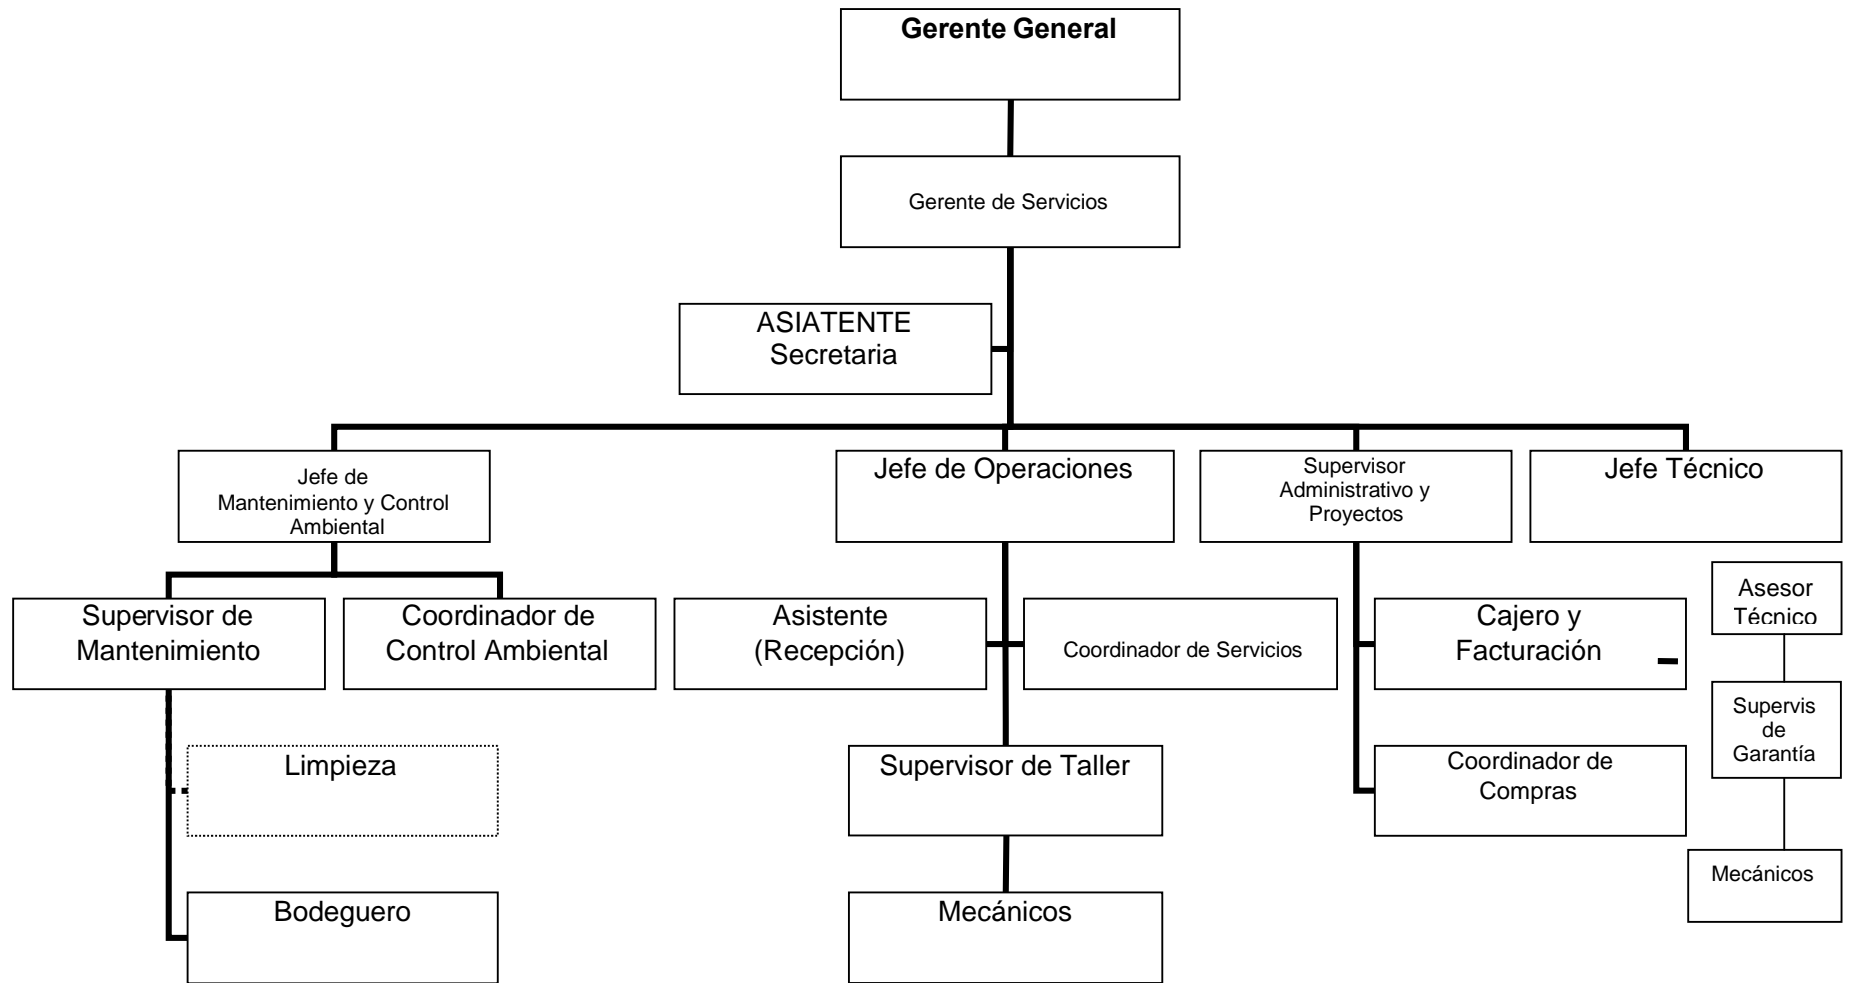 Gerente General
Gerente de Servicios
ASIATENTE
Secretaria
Jefe de
Mantenimiento y Control
Ambiental
Jefe de Operaciones
Supervisor
Administrativo y
Proyectos
Jefe Técnico
Supervisor de
Mantenimiento
Coordinador de
Control Ambiental
Asistente
(Recepción)
Coordinador de Servicios
Cajero y
Facturación
Asesor
Técnico
Supervis
de
Garantía
Limpieza
Supervisor de Taller
Coordinador de
Compras
Mecánicos
Bodeguero
Mecánicos